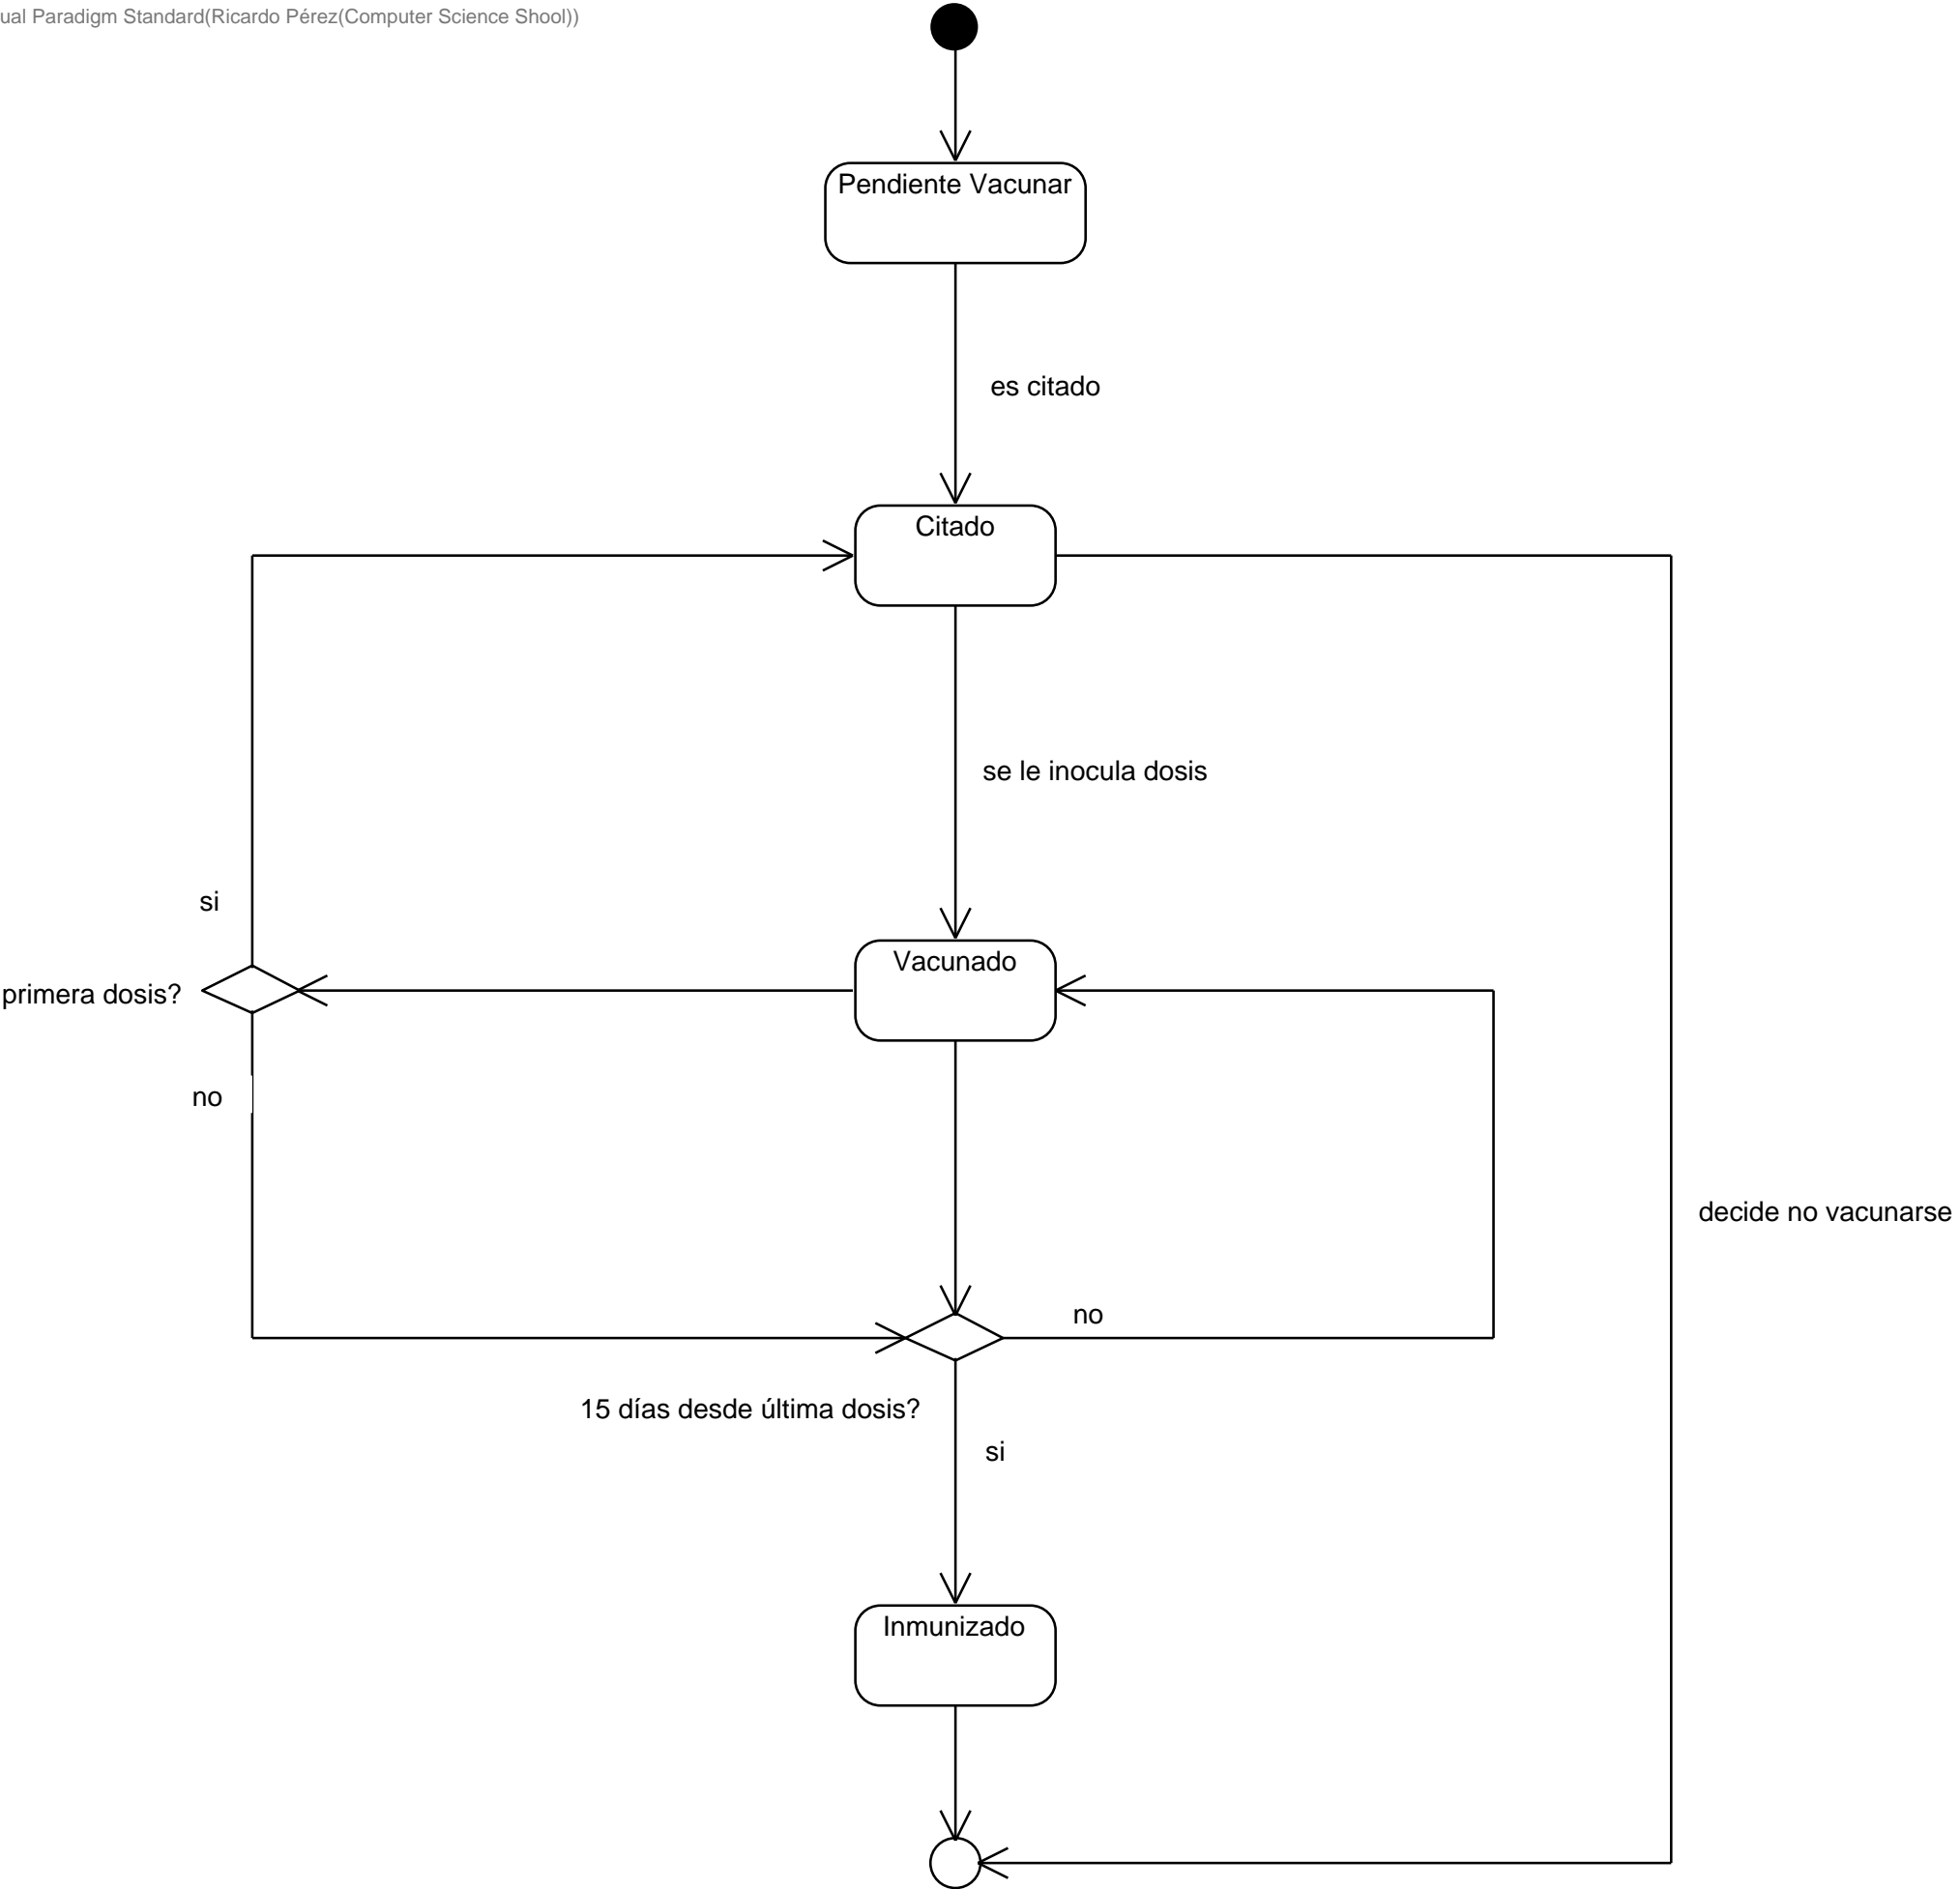 ual Paradigm Standard(Ricardo Pérez(Computer Science Shool))
Pendiente Vacunar
es citado
Citado
se le inocula dosis
si
Vacunado
primera dosis?
no
decide no vacunarse
no
15 días desde última dosis?
si
Inmunizado